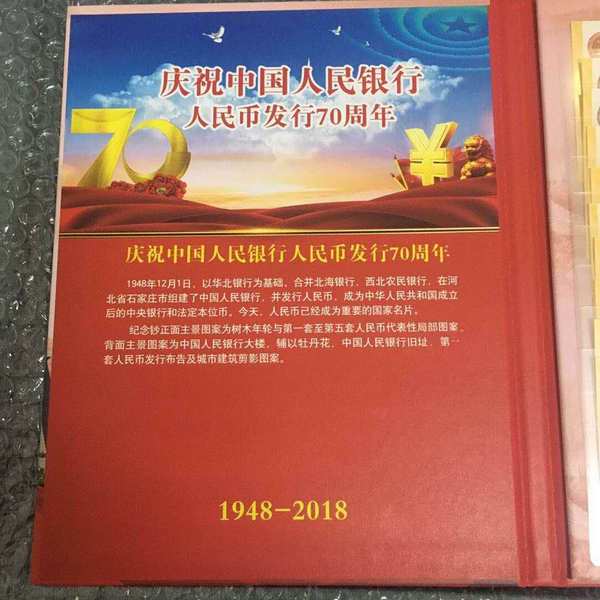 庆祝中国人民银行
人民币发行70周年
70
¥
庆祝中国人民银行人民币发行70周年
1948年12月1日，以华北银行为基础，合并北海银行、西北农民银行，在河
北省石家庄市组建了中国人民银行，并发行人民币，成为中华人民共和国成立
后的中央银行和法定本位币。今天，人民币已经成为重要的国家名片。
纪念钞正面主景图案为树木年轮与第一套至第五套人民币代表性局部图案，
背面主景图案为中国人民银行大楼，辅以牡丹花，中国人民银行旧址、第一
套人民币发行布告及城市建筑剪影图案。
1948-2018